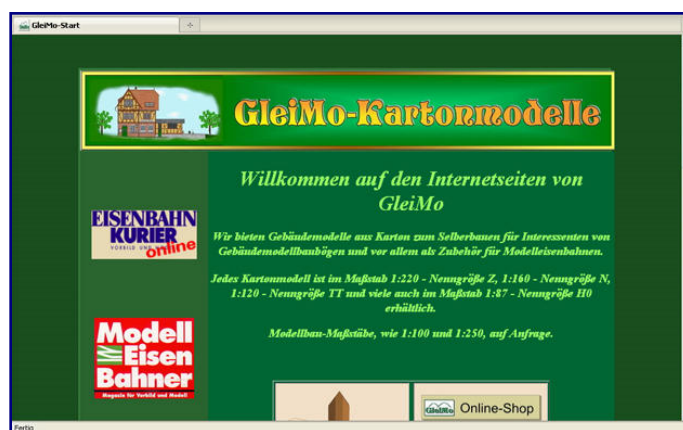 GleiMo-Start
GleiMo-Kartonmodelle
EISENBAHN
KURIER
VORBILD UND
online
Modell
Eisen
Bahner
Magazin für Vorbild und Modell
Willkommen auf den Internetseiten von
GleiMo
Wir bieten Gebäudemodelle aus Karton zum Selberbauen für Interessenten von
Gebäudemodellbaubögen und vor allem als Zubehör für Modelleisenbahnen.
Jedes Kartonmodell ist im Maßstab 1:220 - Nenngröße Z, 1:160 - Nenngröße N,
1:120 - Nenngröße TT und viele auch im Maßstab 1:87 - Nenngröße H0
erhältlich.
Modellbau-Maßstäbe, wie 1:100 und 1:250, auf Anfrage.
GleiMo Online-Shop
Fertig